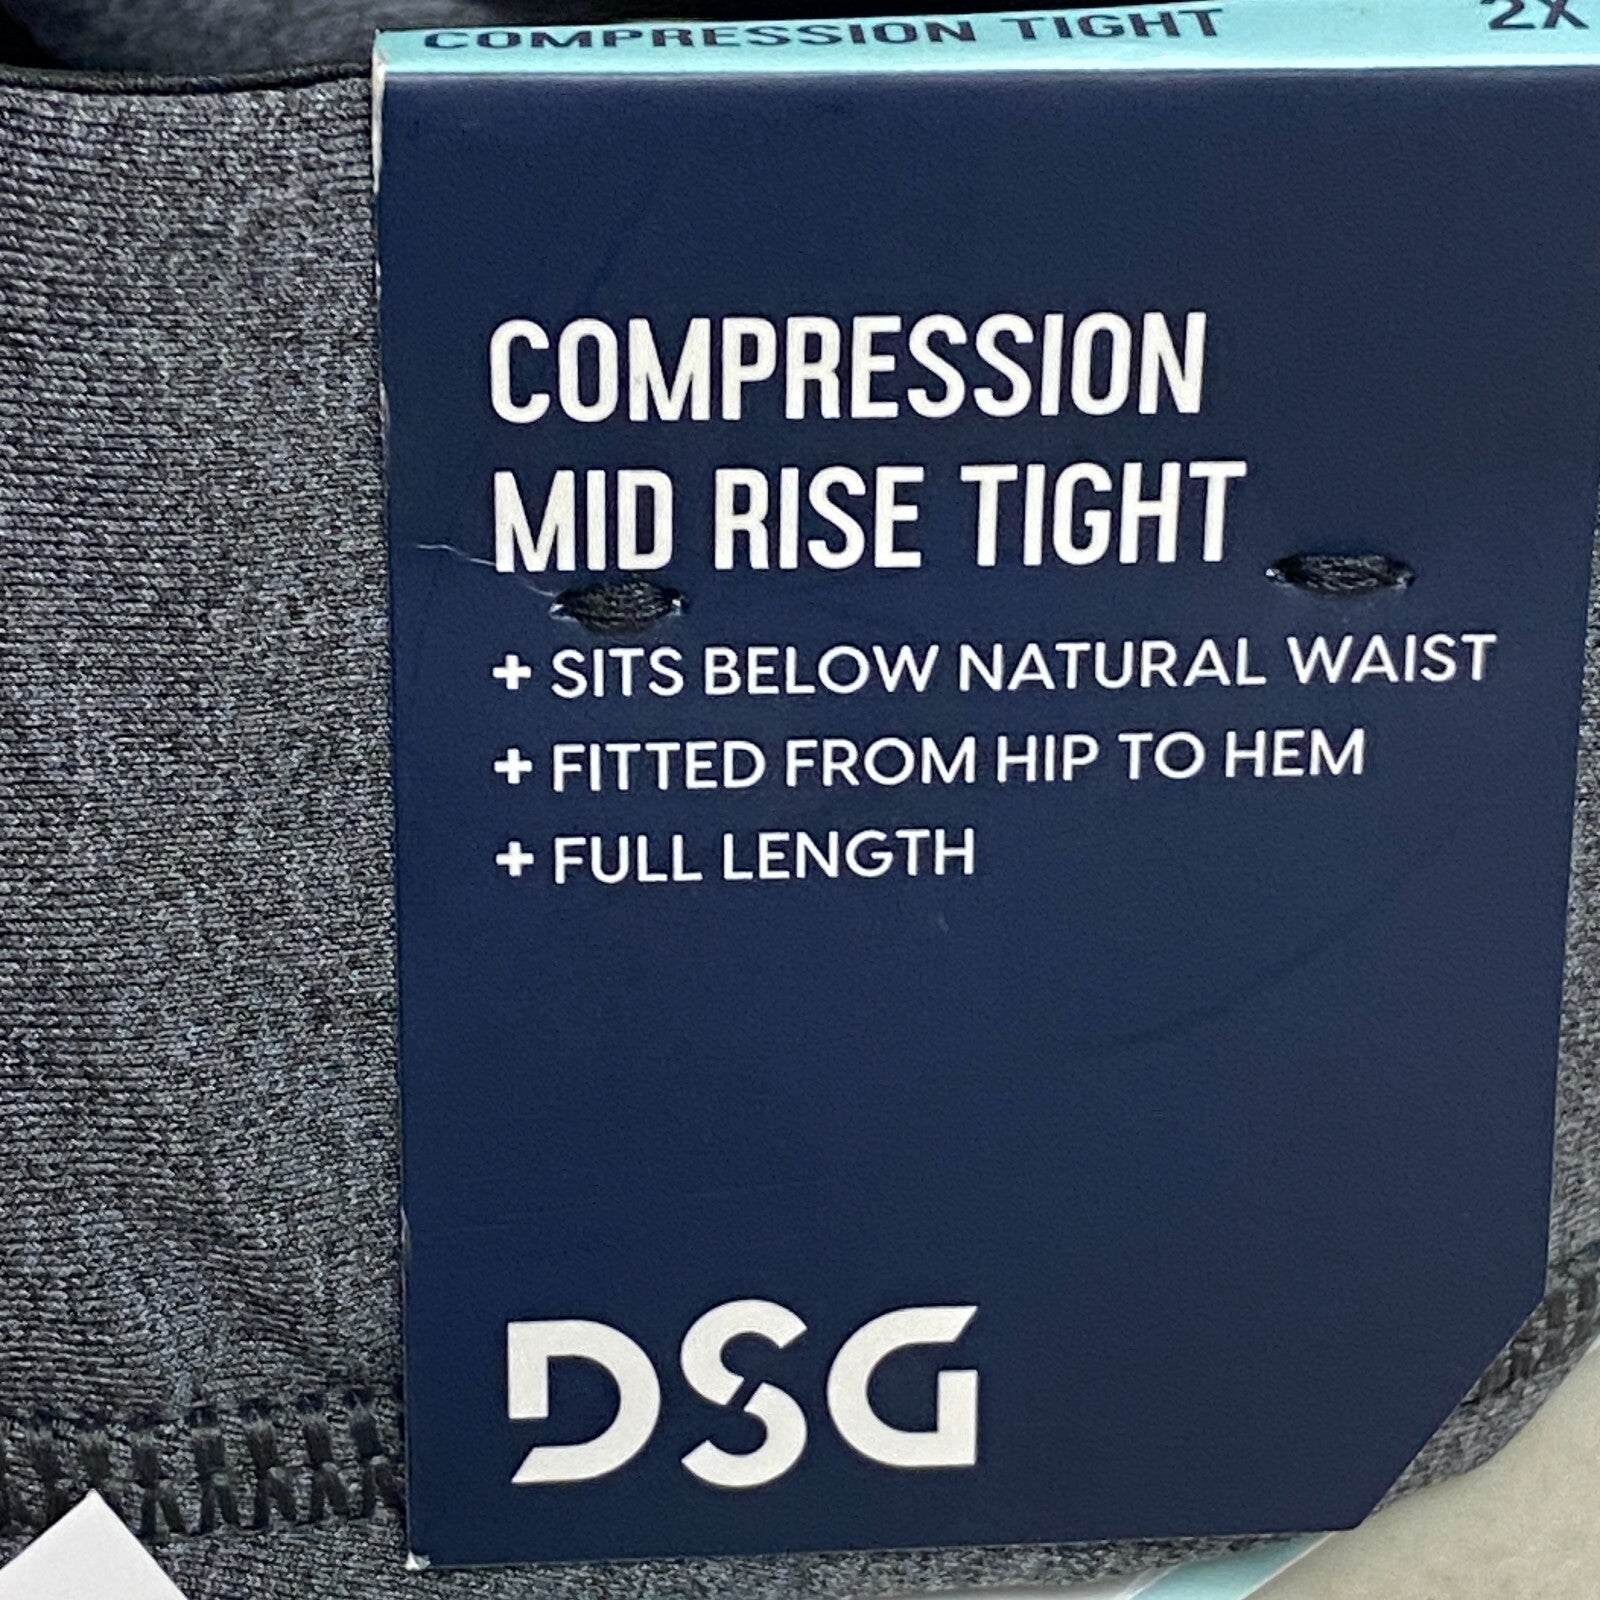 COMPRESSION TIGHT 2X
COMPRESSION
MID RISE TIGHT
+ SITS BELOW NATURAL WAIST
+ FITTED FROM HIP TO HEM
+ FULL LENGTH
DSG